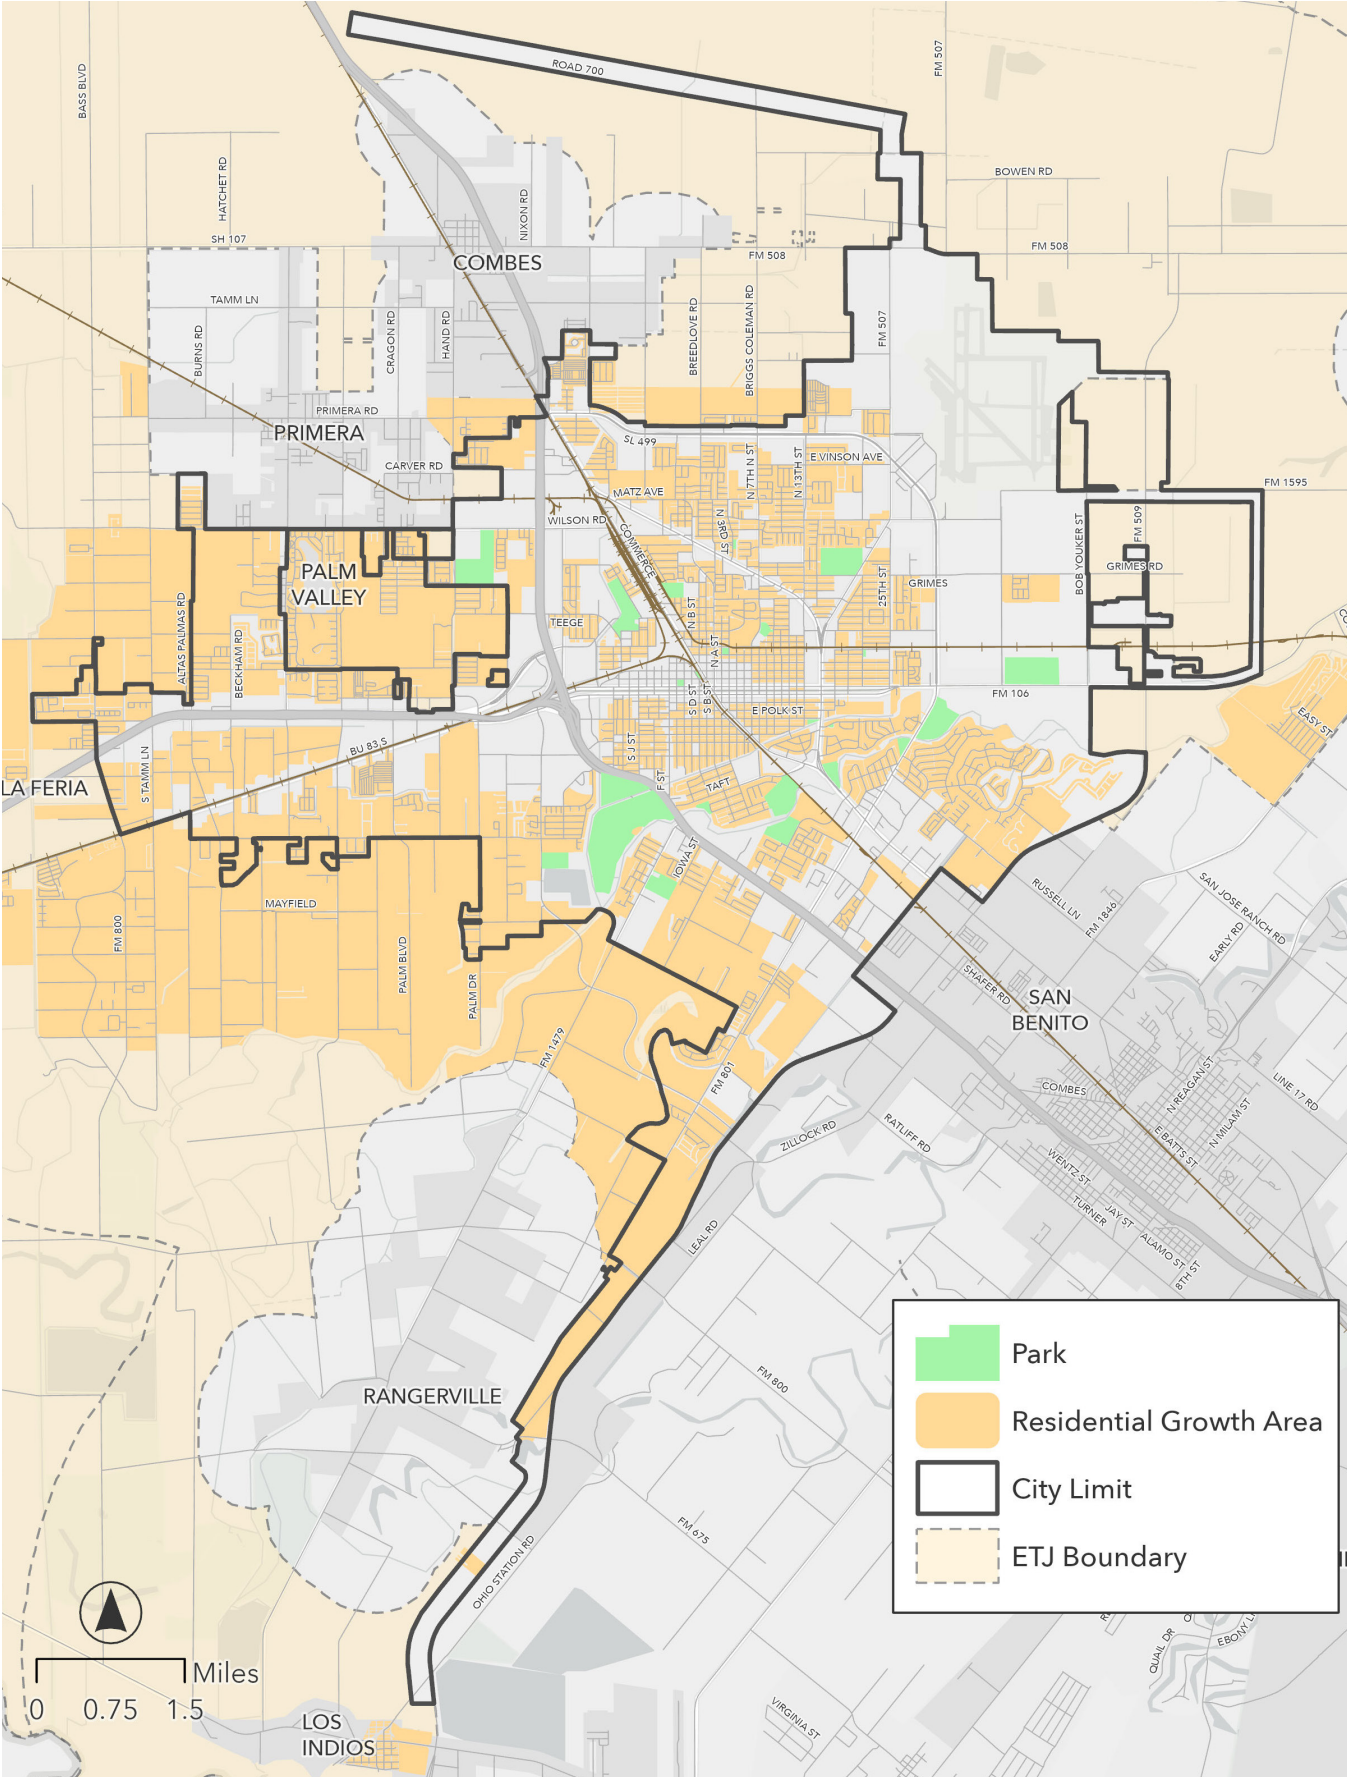 ROAD 700
FM 507
BASS BLVD
HATCHET RD
NIXON RD
BOWEN RD
SH 107
FM 508
FM 508
COMBES
TAMM LN
BURNS RD
CRAGON RD
HAND RD
BREEDLOVE RD
BRIGGS COLEMAN RD
FM 507
PRIMERA RD
PRIMERA
SL 499
CARVER RD
E VINSON AVE
N 7TH N ST
N 13TH ST
MATZ AVE
FM 1595
WILSON RD
COMMERCE
N 3RD ST
FM 509
BOB YOUKER ST
GRIMES RD
PALM
VALLEY
GRIMES
25TH ST
ALTAS PALMAS RD
BECKHAM RD
TEEGE
N B ST
N A ST
FM 106
S D ST
S B ST
E POLK ST
EASY ST
S J ST
BU 83 S
S TAMM LN
F ST
TAFT
LA FERIA
IOWA ST
MAYFIELD
FM 800
PALM BLVD
PALM DR
RUSSELL LN
FM 1846
SAN JOSE RANCH RD
EARLY RD
SHAFER RD
SAN
BENITO
FM 1479
FM 801
COMBES
N REAGAN ST
LINE 17 RD
N MILAM ST
E BATTS ST
ZILLOCK RD
RATLIFF RD
WENTZ ST
TURNER
JAY ST
ALAMO ST
8TH ST
LEAL RD
RANGERVILLE
FM 800
FM 675
OHIO STATION RD
Park
Residential Growth Area
City Limit
ETJ Boundary
QUAIL DR
EBONY L
VIRGINIA ST
Miles
0 0.75 1.5
LOS
INDIOS